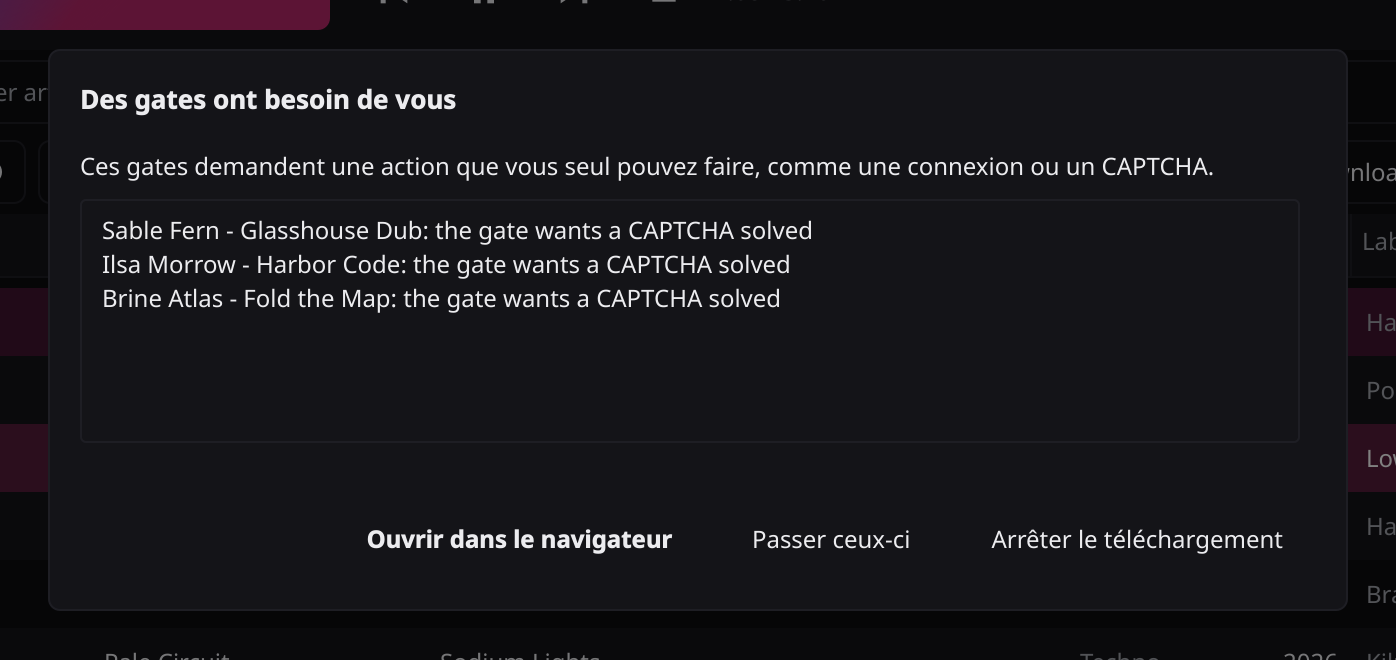 Des gates ont besoin de vous
Ces gates demandent une action que vous seul pouvez faire, comme une connexion ou un CAPTCHA.
Sable Fern - Glasshouse Dub: the gate wants a CAPTCHA solved
Ilsa Morrow - Harbor Code: the gate wants a CAPTCHA solved
Brine Atlas - Fold the Map: the gate wants a CAPTCHA solved
Ouvrir dans le navigateur
Passer ceux-ci
Arrêter le téléchargement